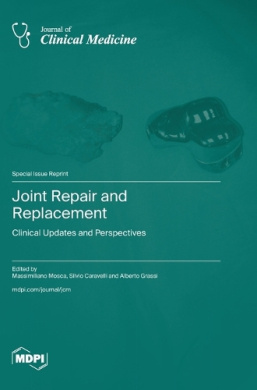 Journal of
Clinical Medicine
Special Issue Reprint
Joint Repair and
Replacement
Clinical Updates and Perspectives
Edited by
Massimiliano Mosca, Silvio Caravelli and Alberto Grassi
mdpi.com/journal/jcm
MDPI